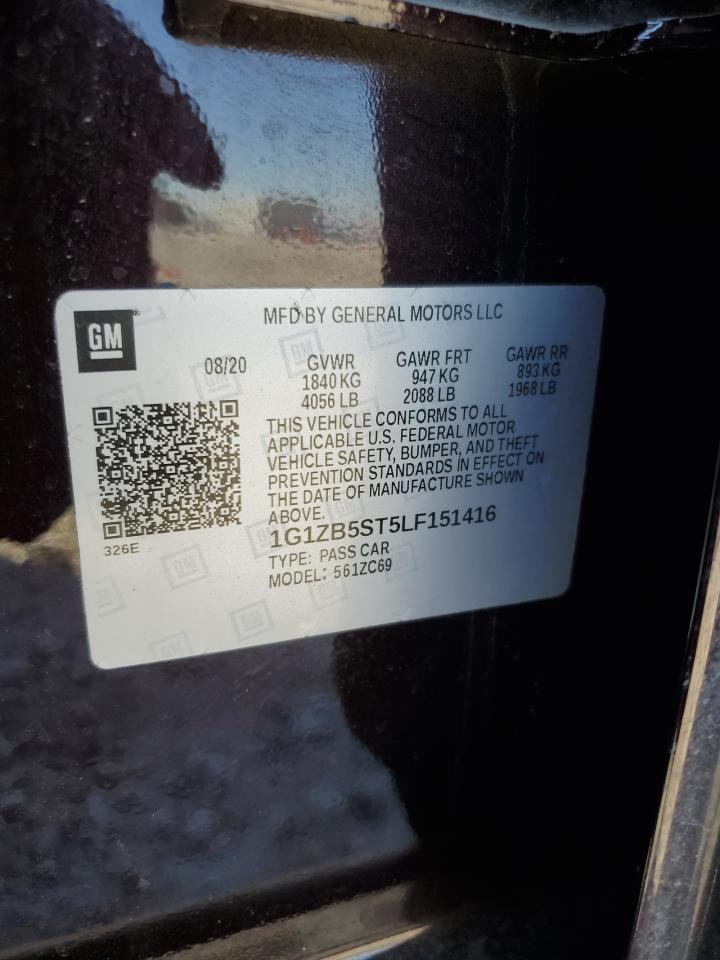 GM
MFD BY GENERAL MOTORS LLC
08/20
GVWR GAWR FRT GAWR RR
1840 KG 947 KG 893 KG
4056 LB 2088 LB 1968 LB
THIS VEHICLE CONFORMS TO ALL
APPLICABLE U.S. FEDERAL MOTOR
VEHICLE SAFETY, BUMPER, AND THEFT
PREVENTION STANDARDS IN EFFECT ON
THE DATE OF MANUFACTURE SHOWN
ABOVE.
1G1ZB5ST5LF151416
326E
TYPE: PASS CAR
MODEL: 561ZC69